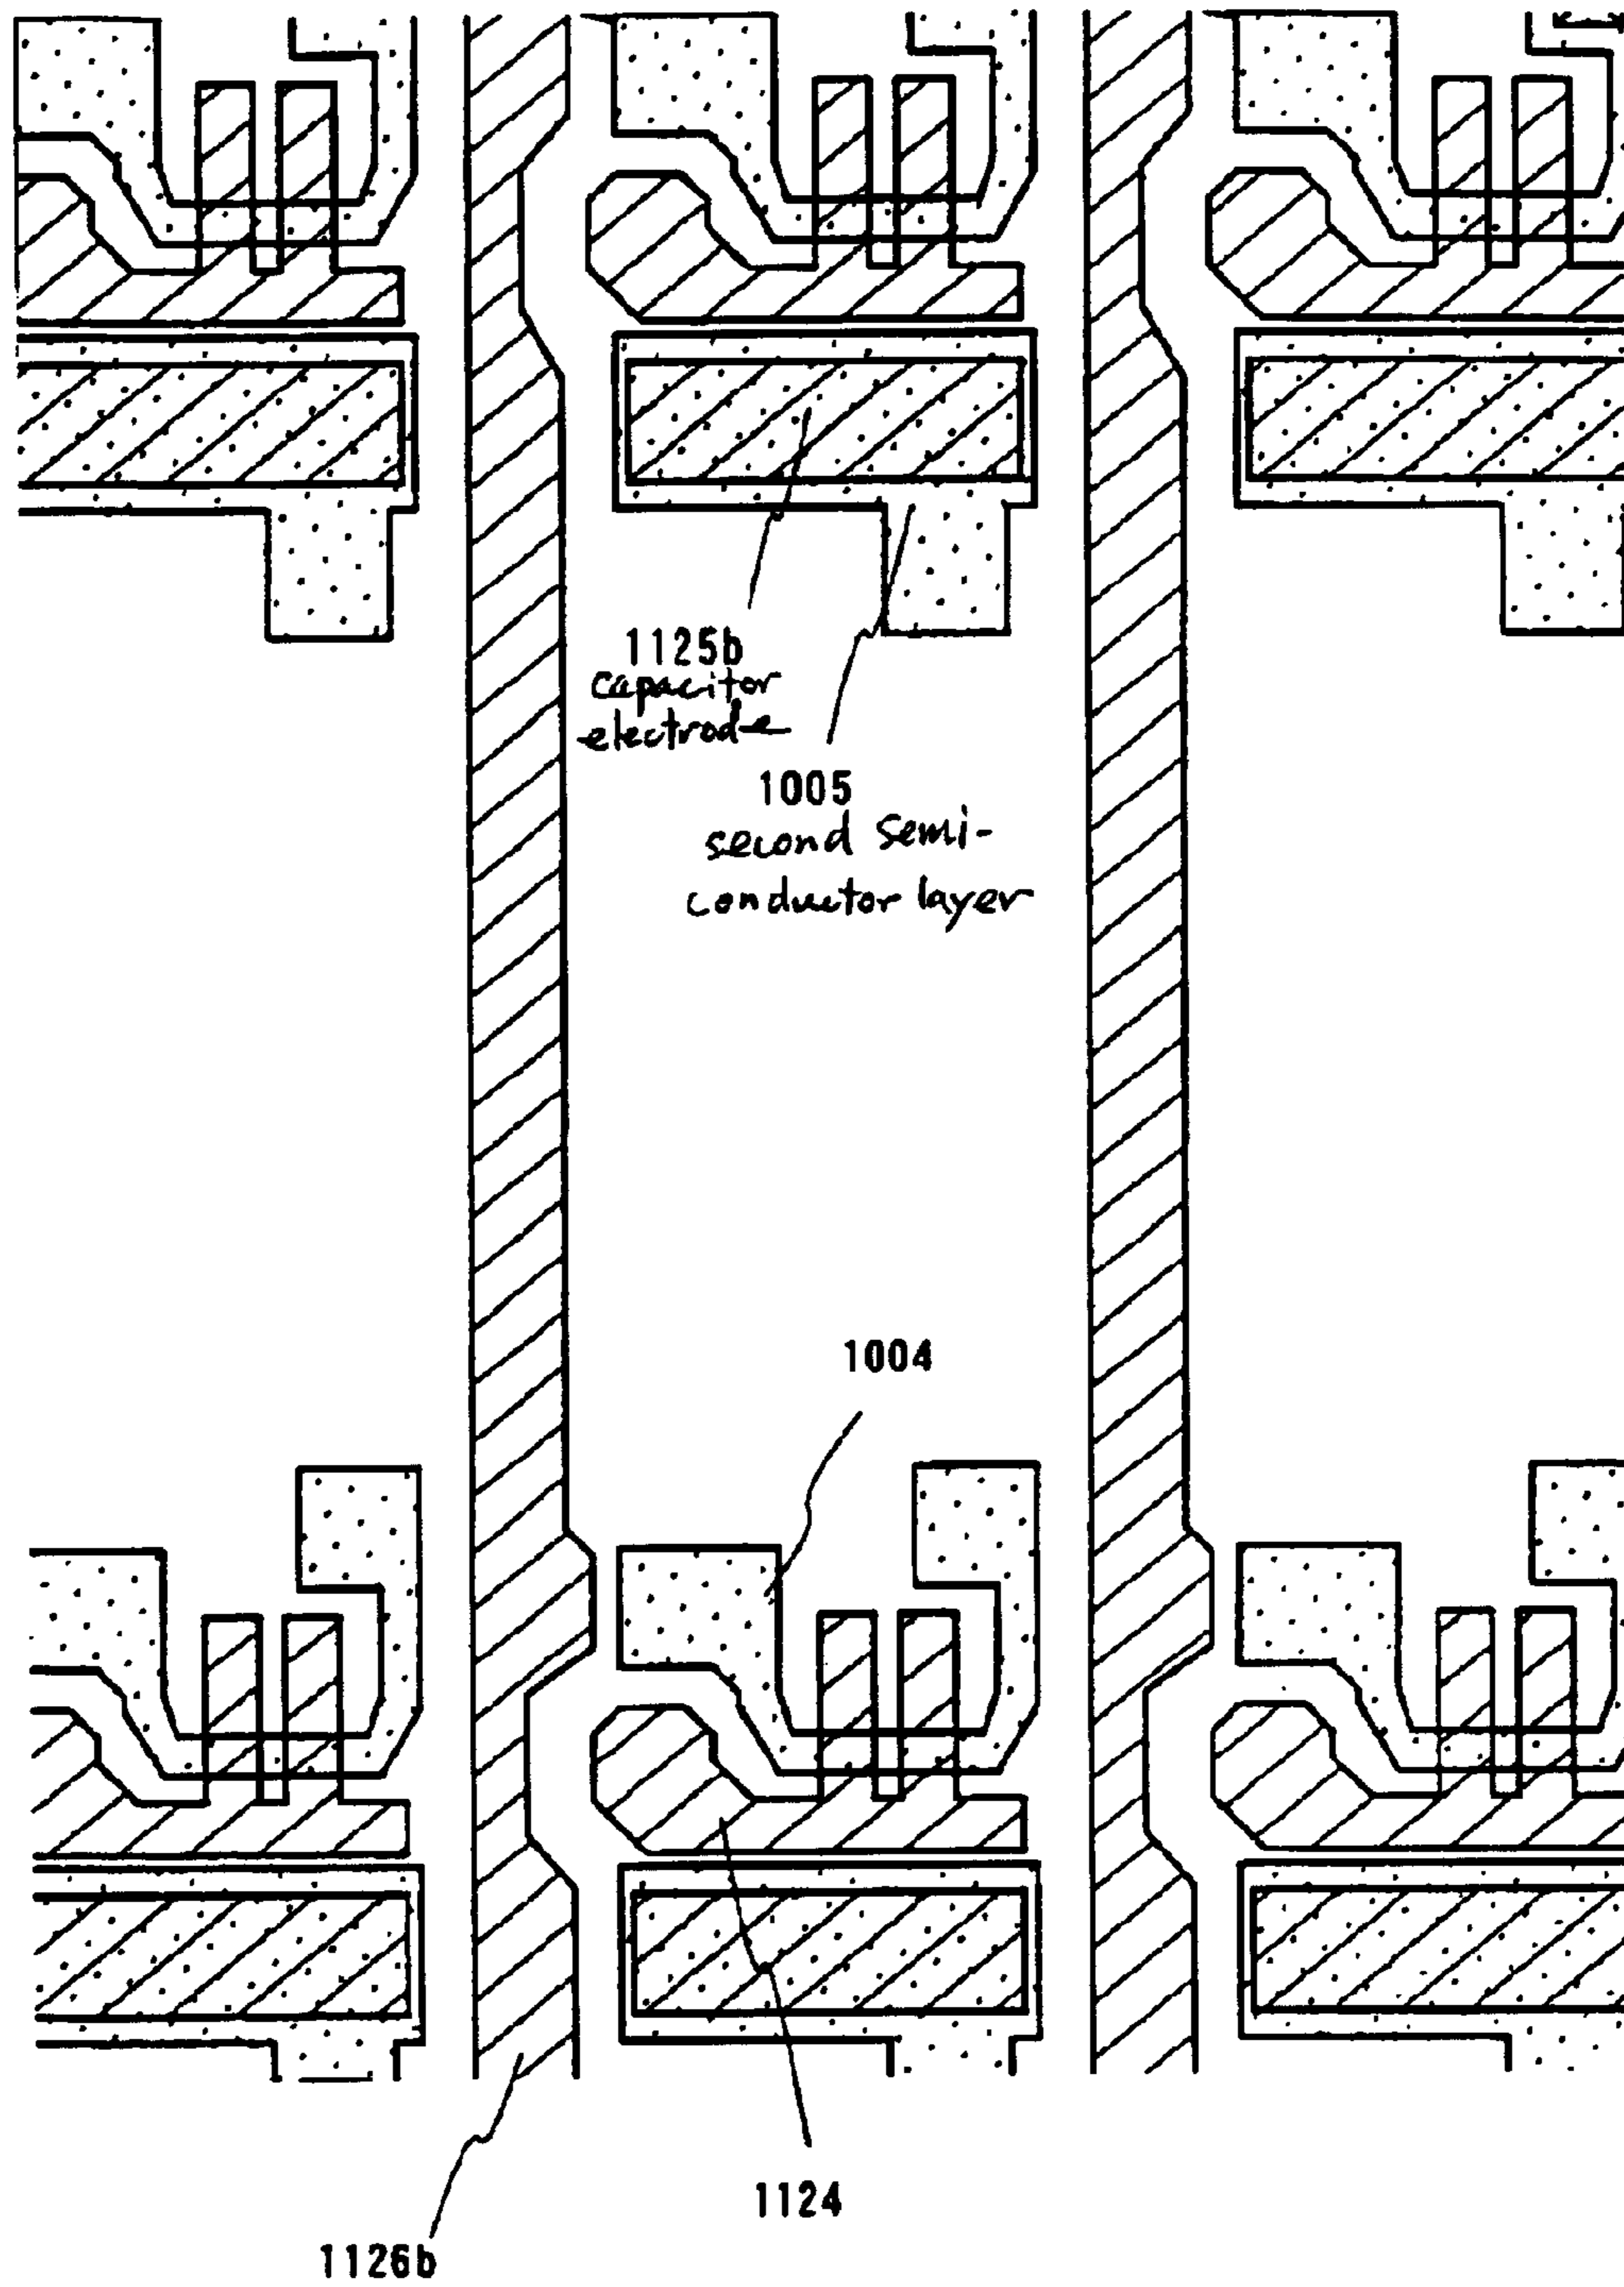 1125b
capacitor
electrode
1005
second semi-
conductor layer
1004
1124
1126b